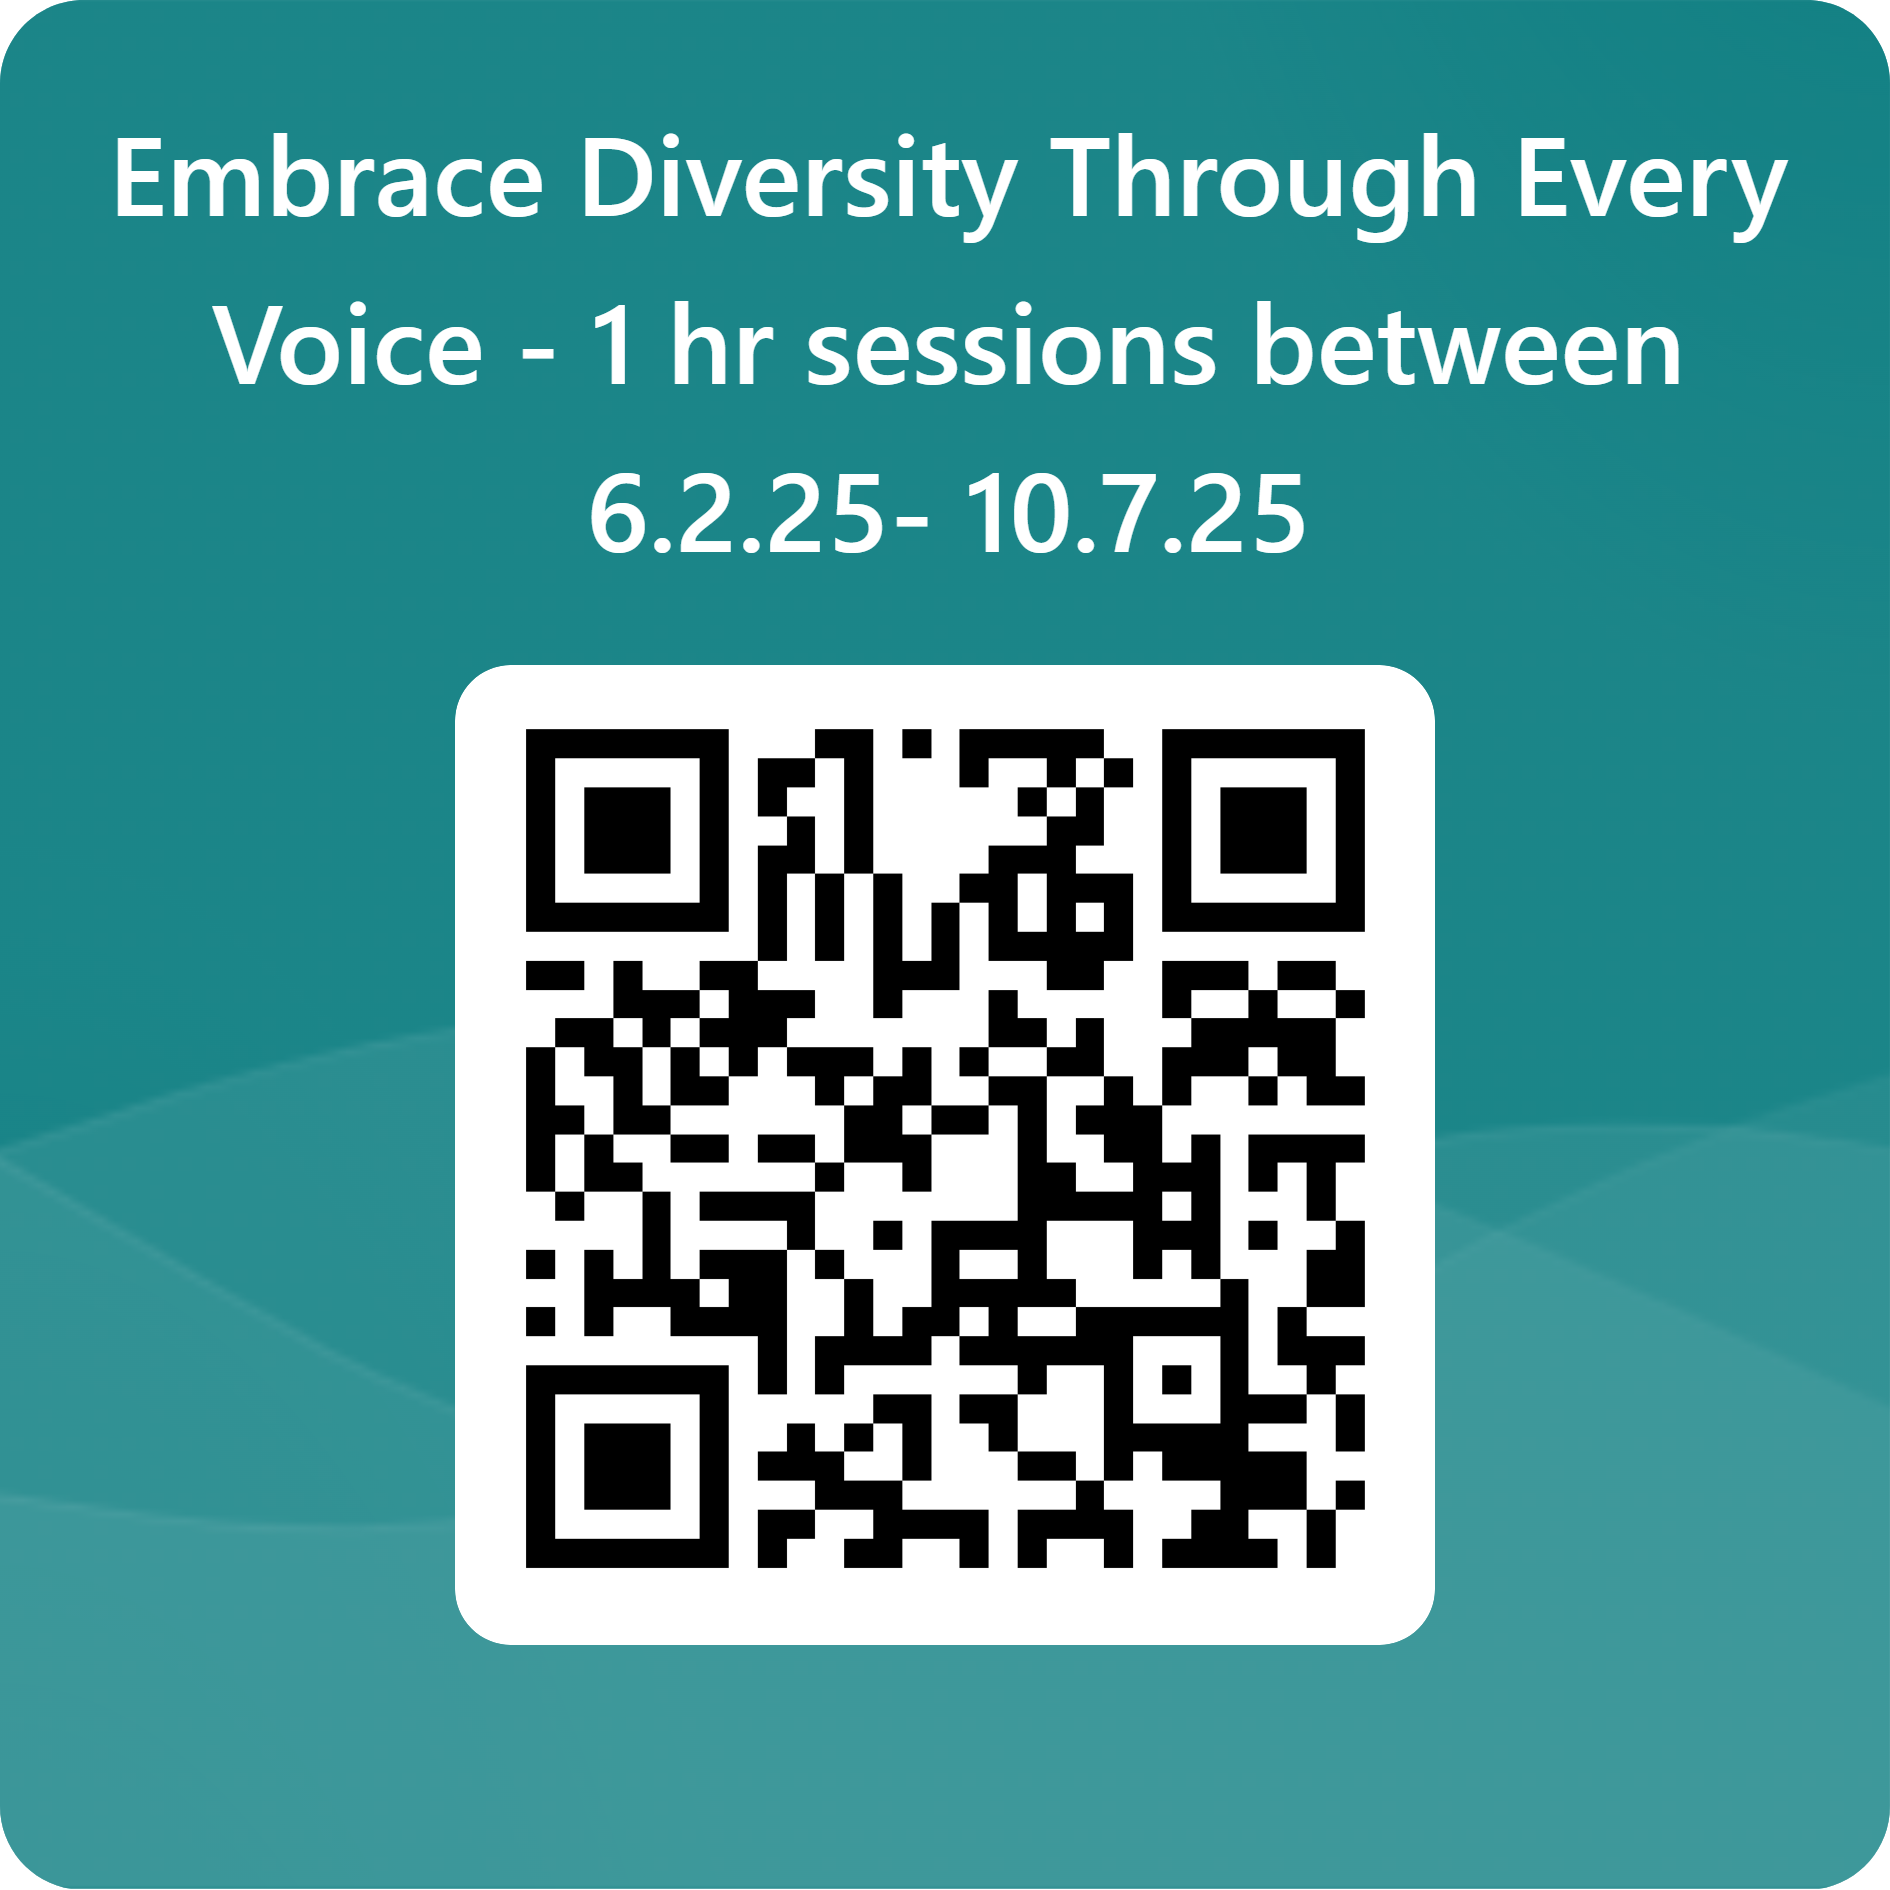 Embrace Diversity Through Every
Voice - 1 hr sessions between
6.2.25- 10.7.25